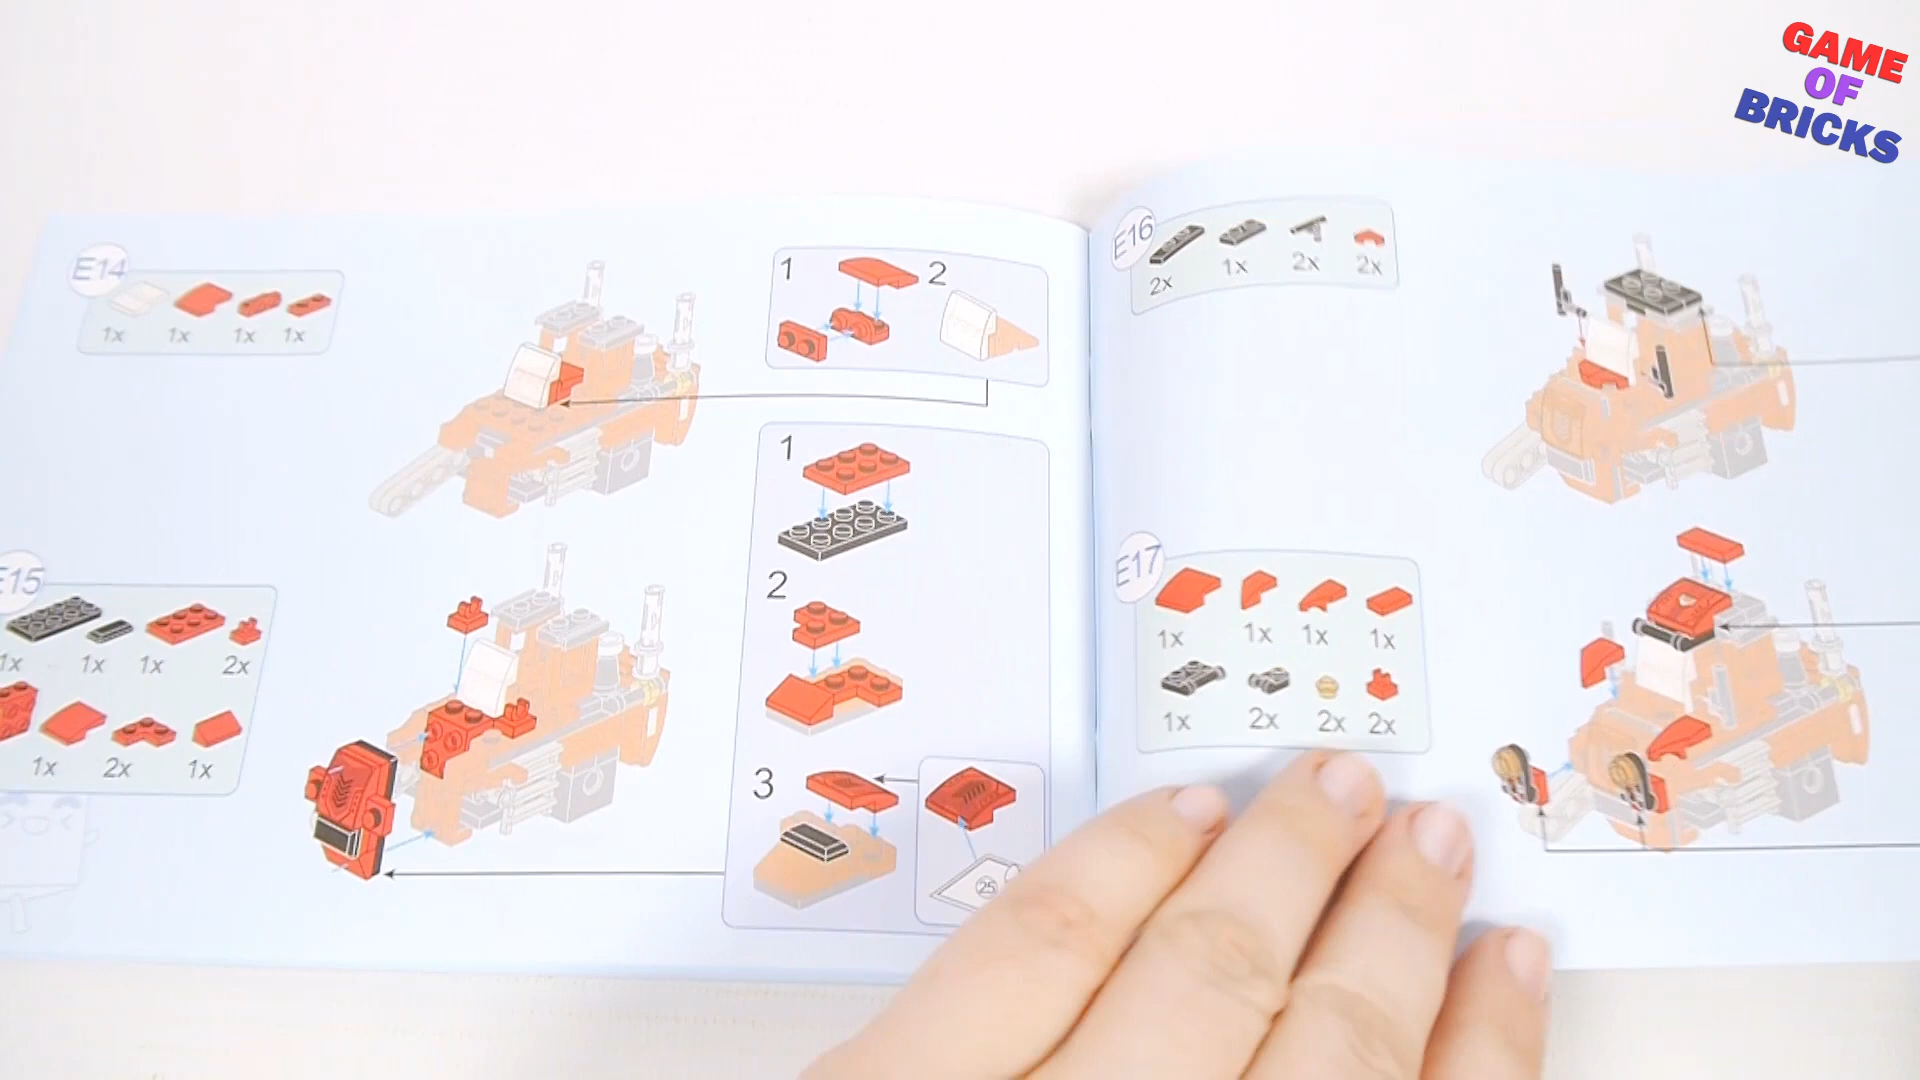 GAME
OF
BRICKS
E14
1x 1x 1x 1x
1 2
E15
1x 1x 1x 2x
1x 2x 1x
1
2
3
25
E16
2x 1x 2x 2x
E17
1x 1x 1x 1x
1x 2x 2x 2x